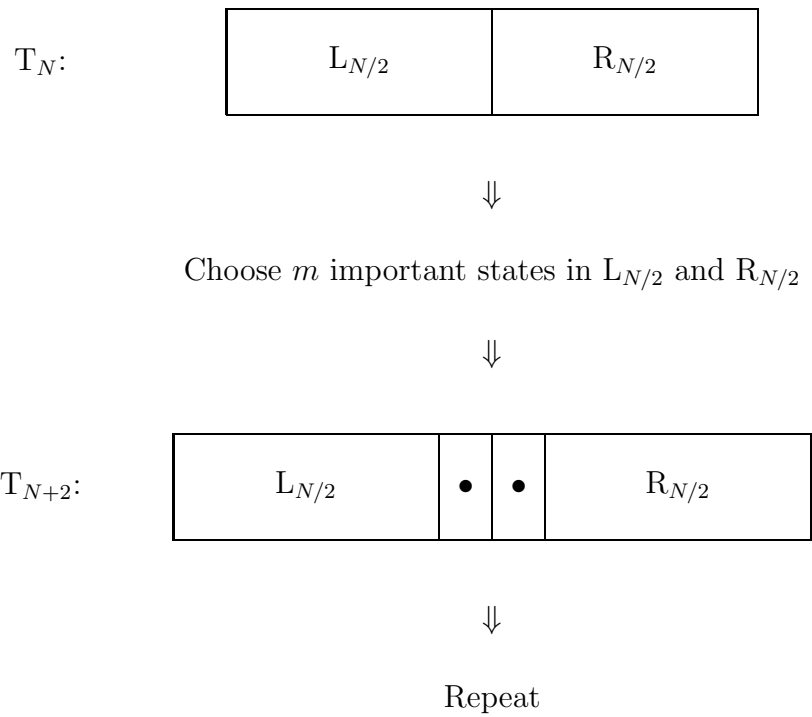 T_N: L_{N/2} R_{N/2}
⇓
Choose m important states in L_{N/2} and R_{N/2}
⇓
T_{N+2}: L_{N/2} • • R_{N/2}
⇓
Repeat